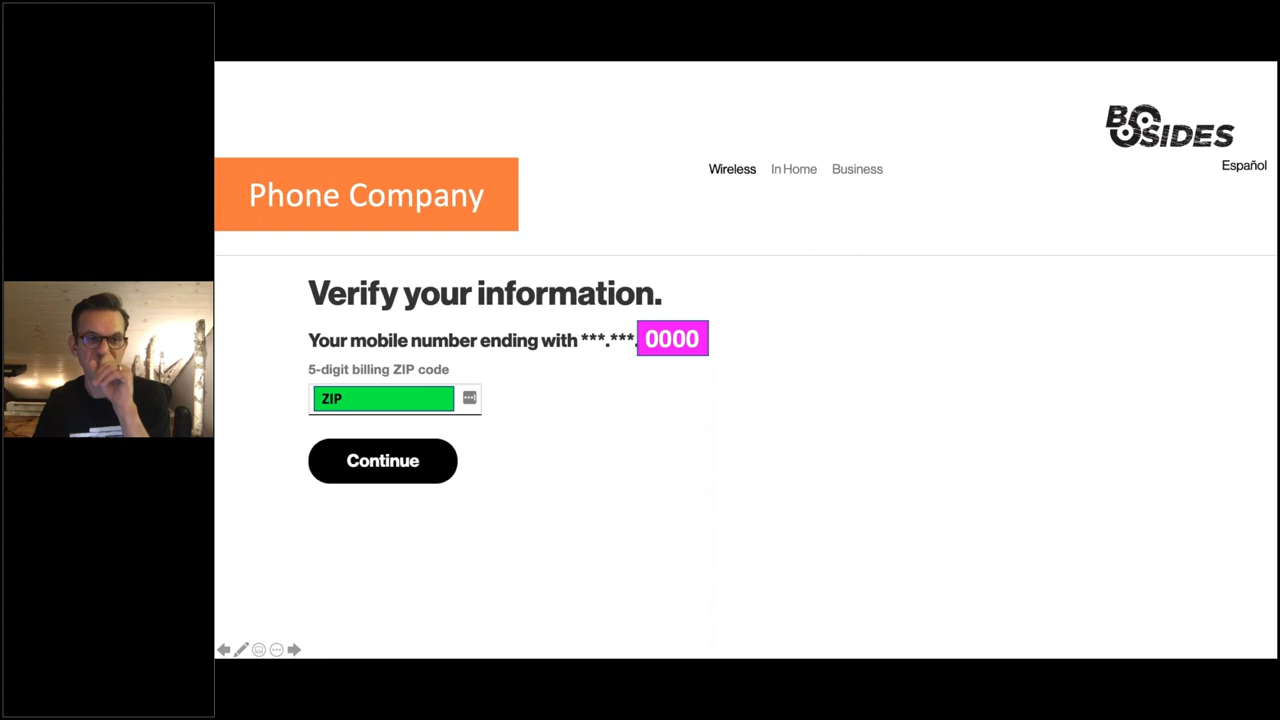 BOSIDES
Wireless In Home Business
Español
Phone Company
Verify your information.
Your mobile number ending with ***.***. 0000
5-digit billing ZIP code
ZIP
Continue